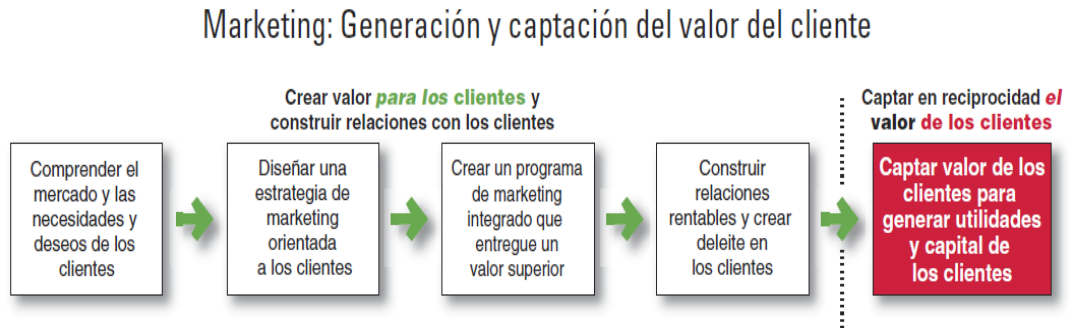 Marketing: Generación y captación del valor del cliente
Crear valor para los clientes y
construir relaciones con los clientes
Captar en reciprocidad el
valor de los clientes
Comprender el
mercado y las
necesidades y
deseos de los
clientes
Diseñar una
estrategia de
marketing
orientada
a los clientes
Crear un programa
de marketing
integrado que
entregue un
valor superior
Construir
relaciones
rentables y crear
deleite en
los clientes
Captar valor de los
clientes para
generar utilidades
y capital de
los clientes